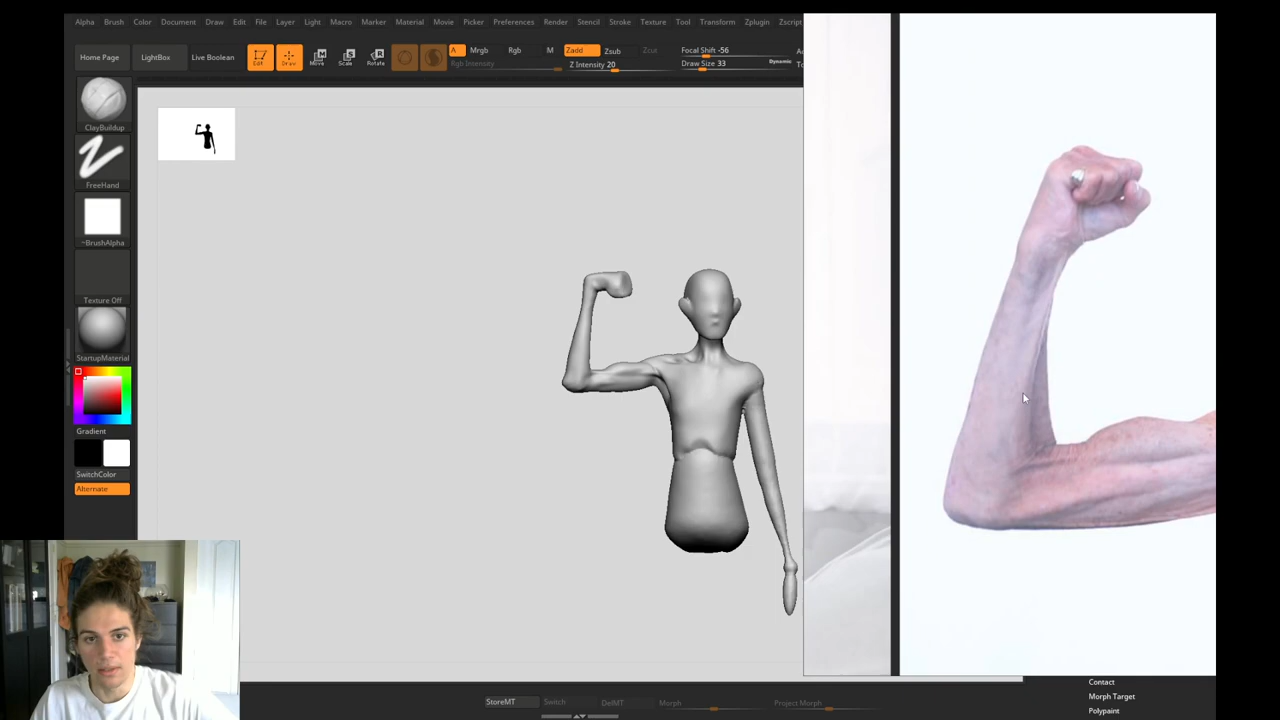 Alpha Brush Color Document Draw Edit File Layer Light Macro Marker Material Movie Picker Preferences Render Stencil Stroke Texture Tool Transform Zplugin Zscript
Home Page LightBox Live Boolean Edit Draw Move Scale Rotate A Mrgb Rgb M Zadd Zsub Zcut Focal Shift -56
Rgb Intensity Z Intensity 20 Draw Size 33 Dynamic
ClayBuildup
FreeHand
~BrushAlpha
Texture Off
StartupMaterial
Gradient
SwitchColor
Alternate
StoreMT Switch DelMT Morph Project Morph
Contact
Morph Target
Polypaint